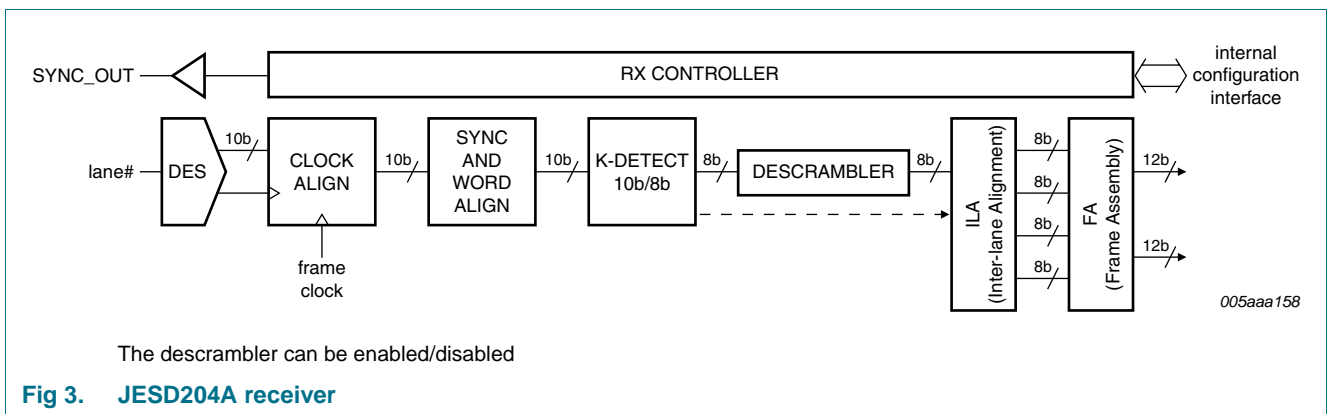 SYNC_OUT
RX CONTROLLER
internal
configuration
interface
lane#
DES
10b
CLOCK
ALIGN
frame
clock
10b
SYNC
AND
WORD
ALIGN
10b
K-DETECT
10b/8b
8b
DESCRAMBLER
8b
ILA
(Inter-lane Alignment)
8b
8b
8b
8b
FA
(Frame Assembly)
12b
12b
005aaa158
The descrambler can be enabled/disabled
Fig 3. JESD204A receiver